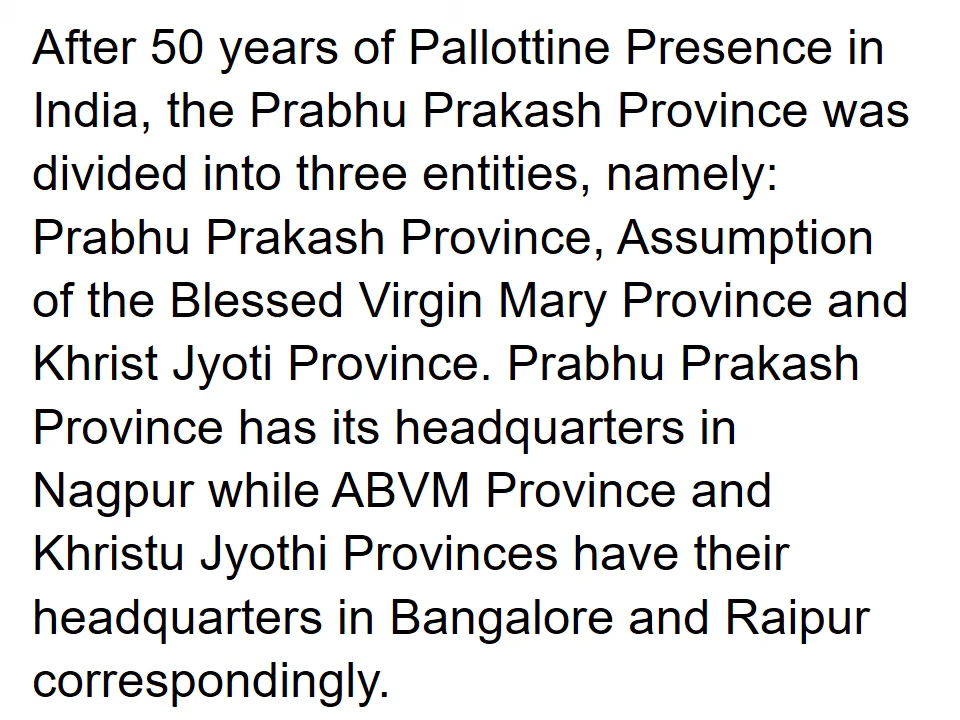 After 50 years of Pallottine Presence in
India, the Prabhu Prakash Province was
divided into three entities, namely:
Prabhu Prakash Province, Assumption
of the Blessed Virgin Mary Province and
Khrist Jyoti Province. Prabhu Prakash
Province has its headquarters in
Nagpur while ABVM Province and
Khristu Jyothi Provinces have their
headquarters in Bangalore and Raipur
correspondingly.